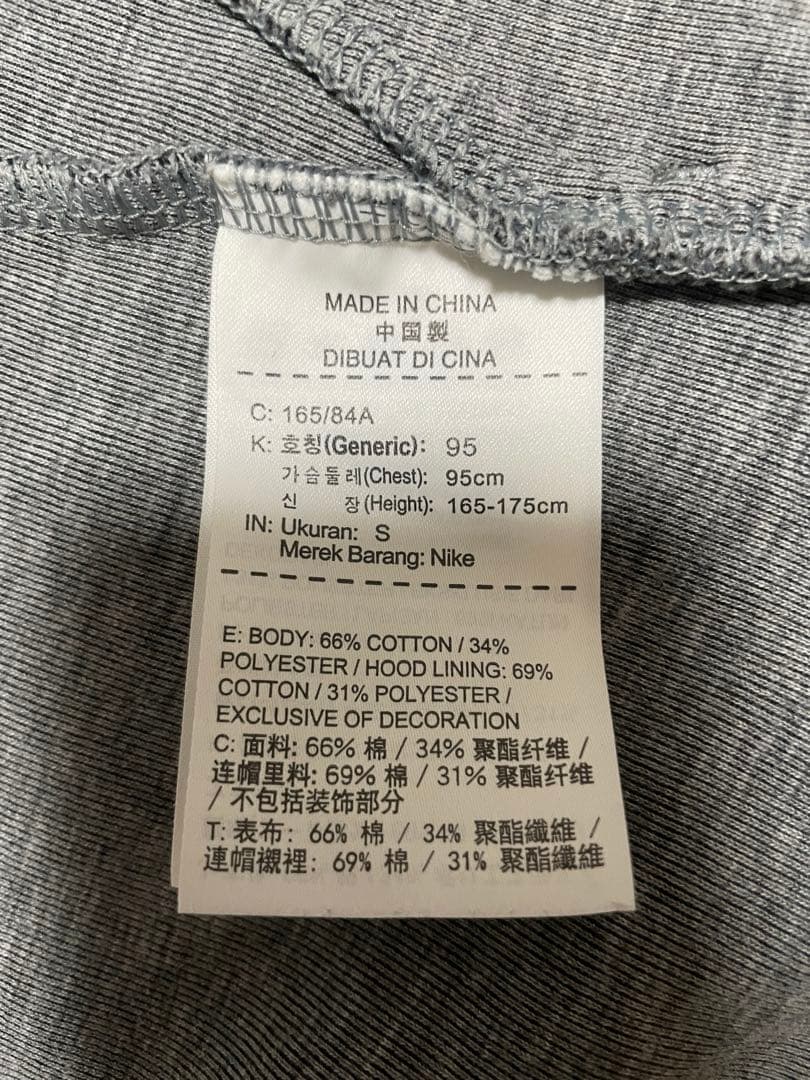 MADE IN CHINA
中国製
DIBUAT DI CINA
C: 165/84A
K: 호칭(Generic): 95
가슴둘레(Chest): 95cm
신 장(Height): 165-175cm
IN: Ukuran: S
Merek Barang: Nike
E: BODY: 66% COTTON / 34%
POLYESTER / HOOD LINING: 69%
COTTON / 31% POLYESTER /
EXCLUSIVE OF DECORATION
C: 面料: 66% 棉 / 34% 聚酯纤维 /
连帽里料: 69% 棉 / 31% 聚酯纤维
/ 不包括装饰部分
T: 表布: 66% 棉 / 34% 聚酯纖維 /
連帽襯裡: 69% 棉 / 31% 聚酯纖維